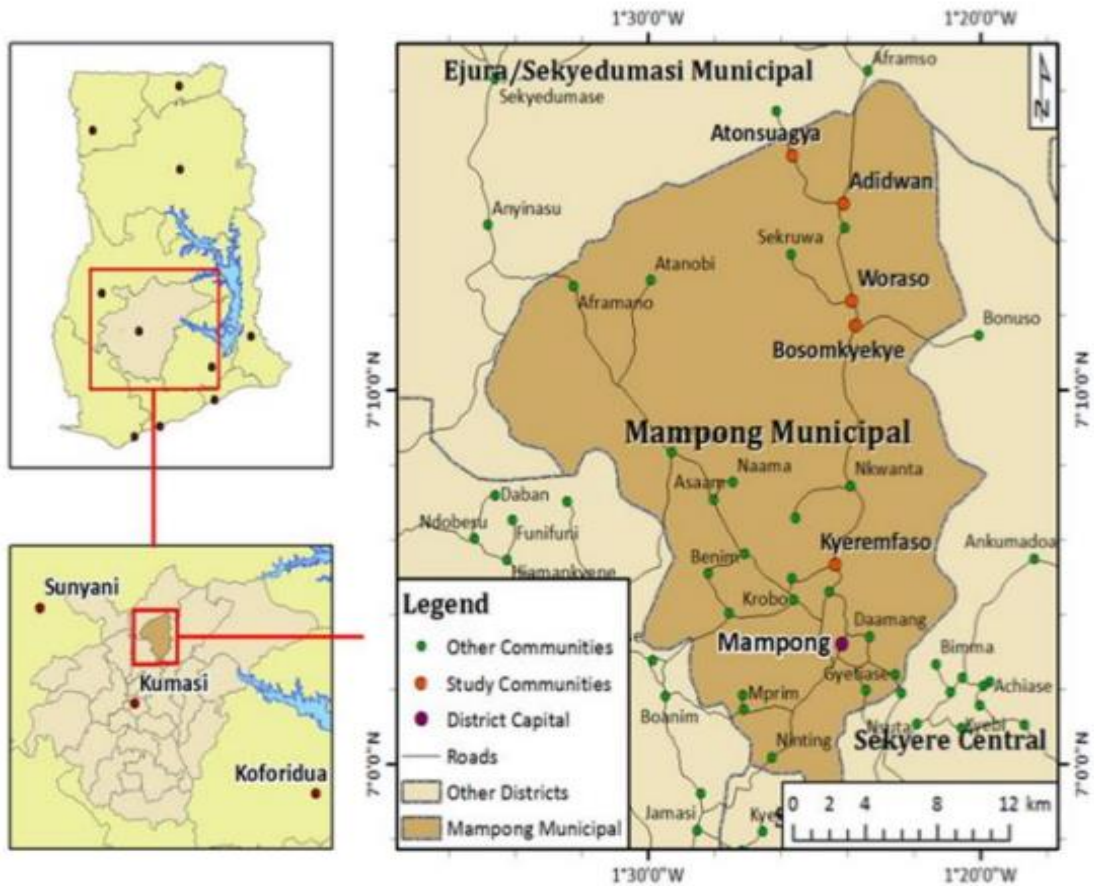 1°30'0"W
1°20'0"W
Ejura/Sekyedumasi Municipal
Aframso
Sekyedumase
N
Atonsuagya
Adidwan
Anyinasu
Sekruwa
Atanobi
Aframano
Woraso
Bonuso
Bosomkyekye
7°10'0"N
7°10'0"N
Mampong Municipal
Naama
Nkwanta
Asaam
Daban
Ndobesu
Funifuni
Kyeremfaso
Ankumadoa
Benim
Krobo
Daamang
Mampong
Bimma
Gyetiase
Achiase
Mprim
Boanim
Sekyere Central
Ninting
Jamasi
7°0'0"N
7°0'0"N
Sunyani
Kumasi
Koforidua
Legend
Other Communities
Study Communities
District Capital
Roads
Other Districts
Mampong Municipal
0 2 4 8 12 km
1°30'0"W
1°20'0"W